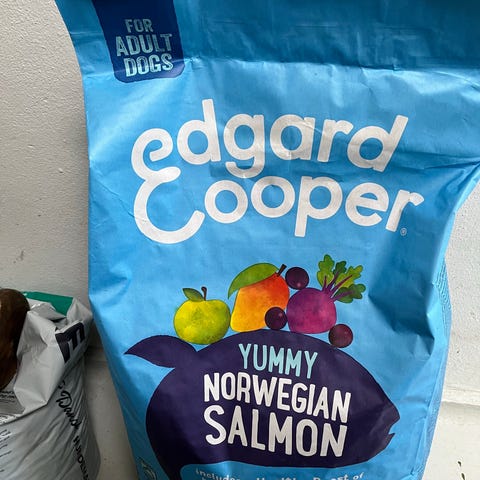 FOR
ADULT
DOGS
Edgard
Cooper
YUMMY
NORWEGIAN
SALMON